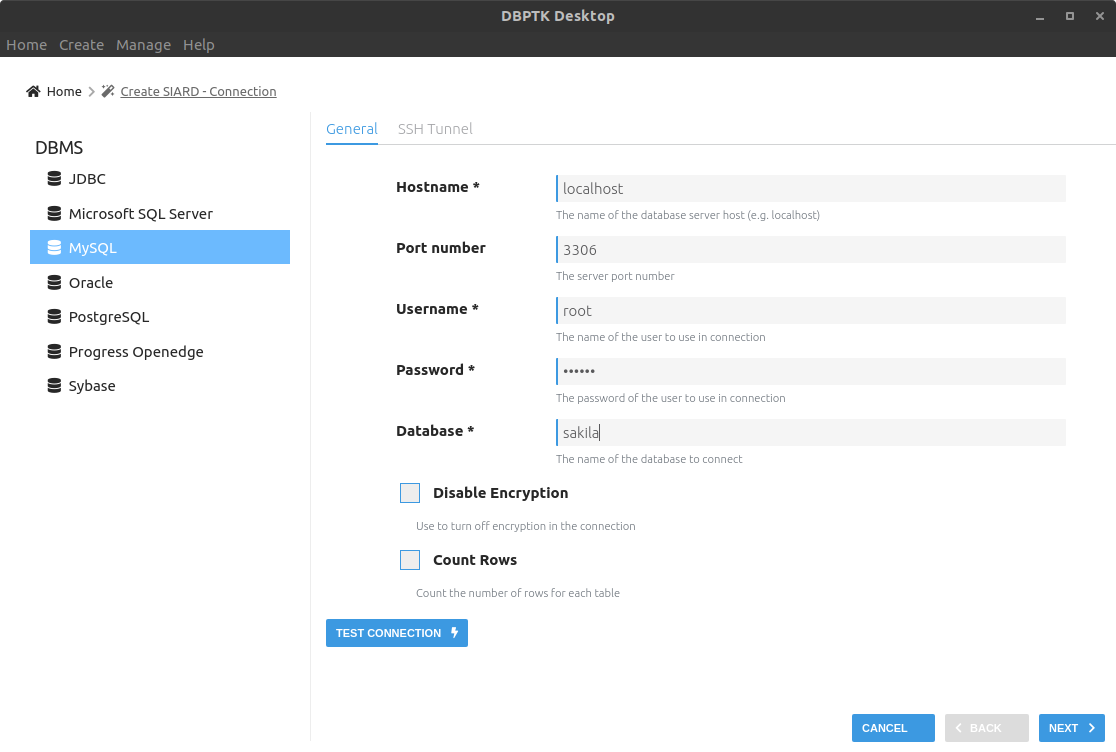 DBPTK Desktop
Home Create Manage Help
Home Create SIARD - Connection
DBMS
JDBC
Microsoft SQL Server
MySQL
Oracle
PostgreSQL
Progress Openedge
Sybase
General SSH Tunnel
Hostname * localhost
The name of the database server host (e.g. localhost)
Port number 3306
The server port number
Username * root
The name of the user to use in connection
Password * ••••••
The password of the user to use in connection
Database * sakila
The name of the database to connect
Disable Encryption
Use to turn off encryption in the connection
Count Rows
Count the number of rows for each table
TEST CONNECTION
CANCEL BACK NEXT